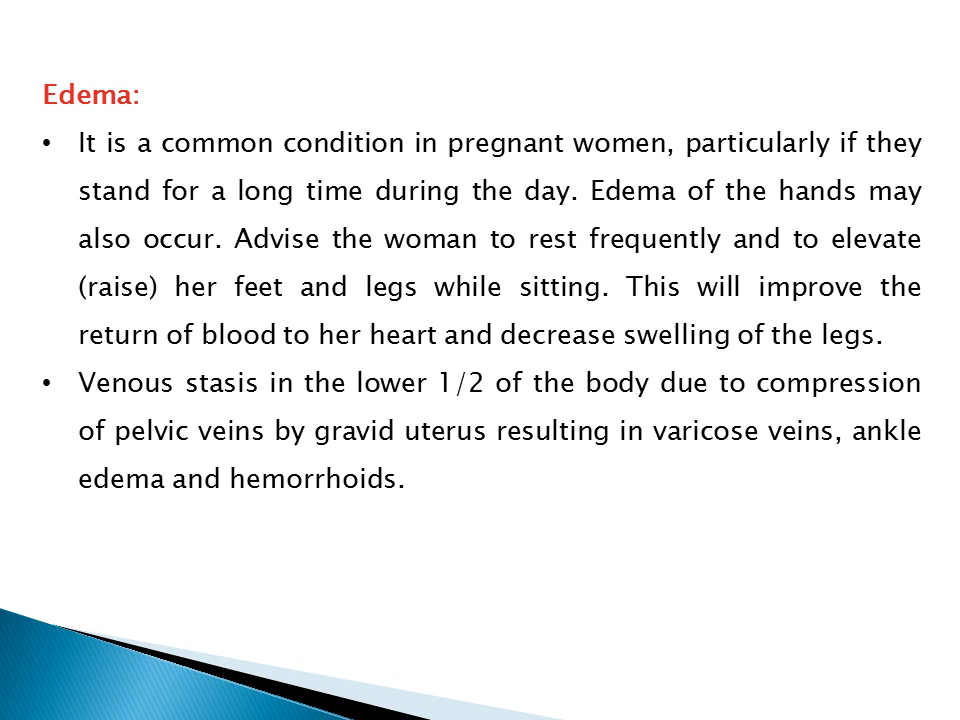 Edema:
• It is a common condition in pregnant women, particularly if they
stand for a long time during the day. Edema of the hands may
also occur. Advise the woman to rest frequently and to elevate
(raise) her feet and legs while sitting. This will improve the
return of blood to her heart and decrease swelling of the legs.
• Venous stasis in the lower 1/2 of the body due to compression
of pelvic veins by gravid uterus resulting in varicose veins, ankle
edema and hemorrhoids.